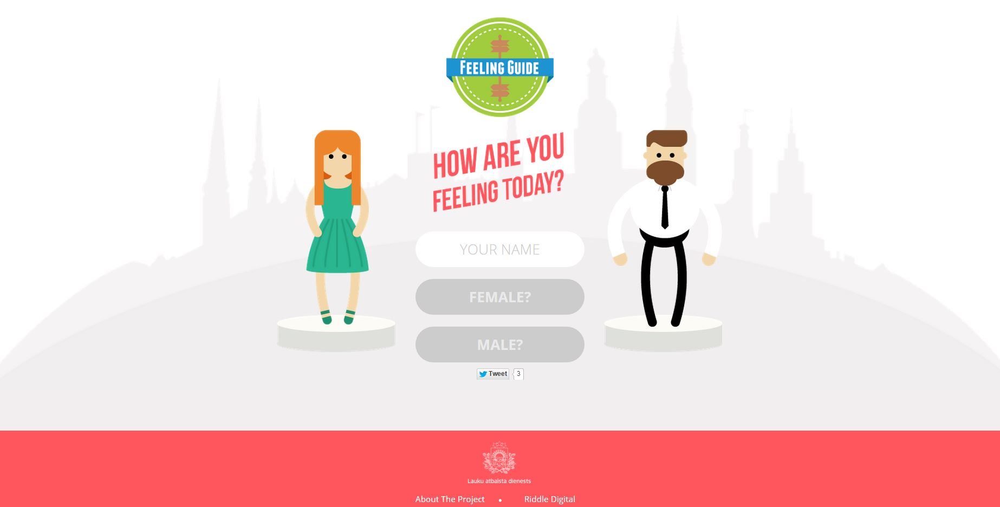 FEELING GUIDE
HOW ARE YOU
FEELING TODAY?
YOUR NAME
FEMALE?
MALE?
Tweet 3
Lauku atbalsta dienests
About The Project • Riddle Digital